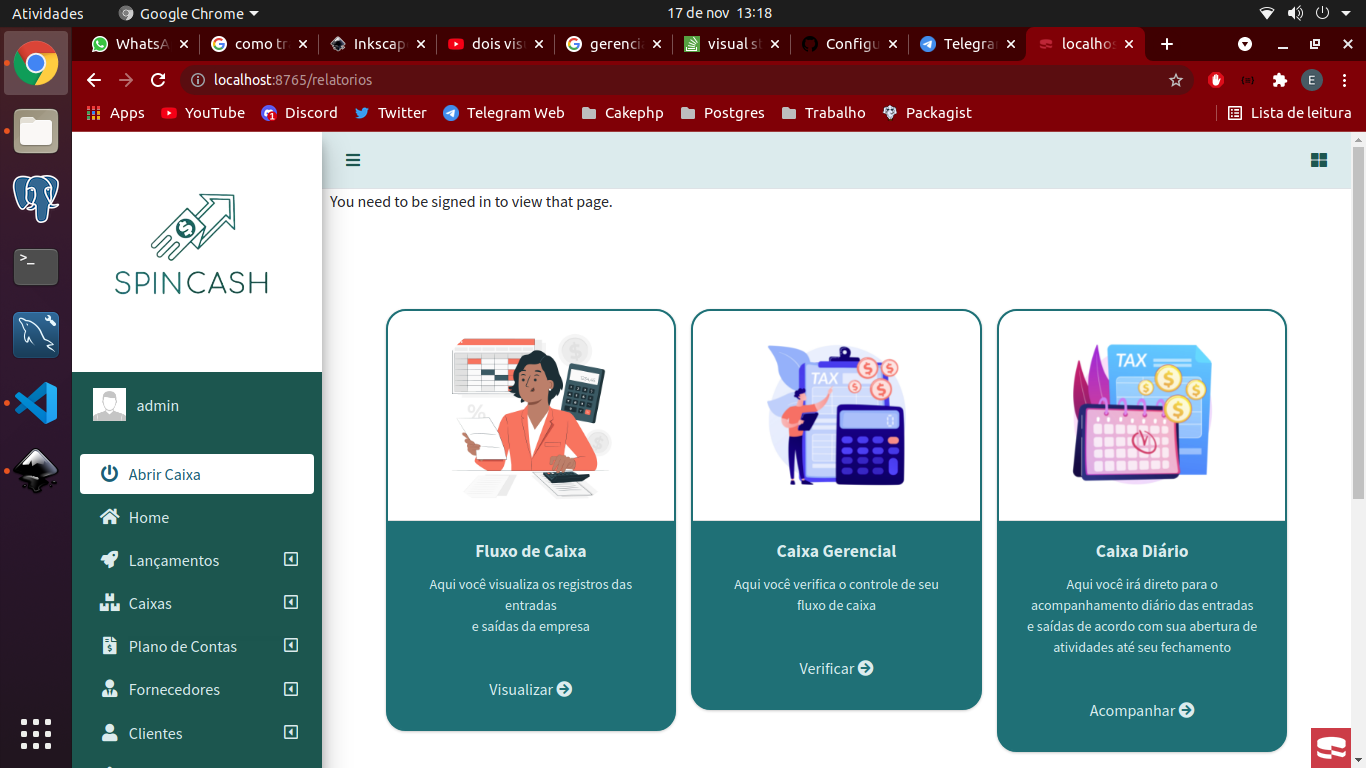 Atividades
Google Chrome
17 de nov 13:18
WhatsA
como tr
Inkscap
dois vis
gerenci
visual st
Configu
Telegra
localho
localhost:8765/relatorios
E
Apps
YouTube
Discord
Twitter
Telegram Web
Cakephp
Postgres
Trabalho
Packagist
Lista de leitura
SPINCASH
You need to be signed in to view that page.
admin
Abrir Caixa
Home
Lançamentos
Caixas
Plano de Contas
Fornecedores
Clientes
Fluxo de Caixa
Aqui você visualiza os registros das
entradas
e saídas da empresa
Visualizar
TAX
Caixa Gerencial
Aqui você verifica o controle de seu
fluxo de caixa
Verificar
TAX
Caixa Diário
Aqui você irá direto para o
acompanhamento diário das entradas
e saídas de acordo com sua abertura de
atividades até seu fechamento
Acompanhar